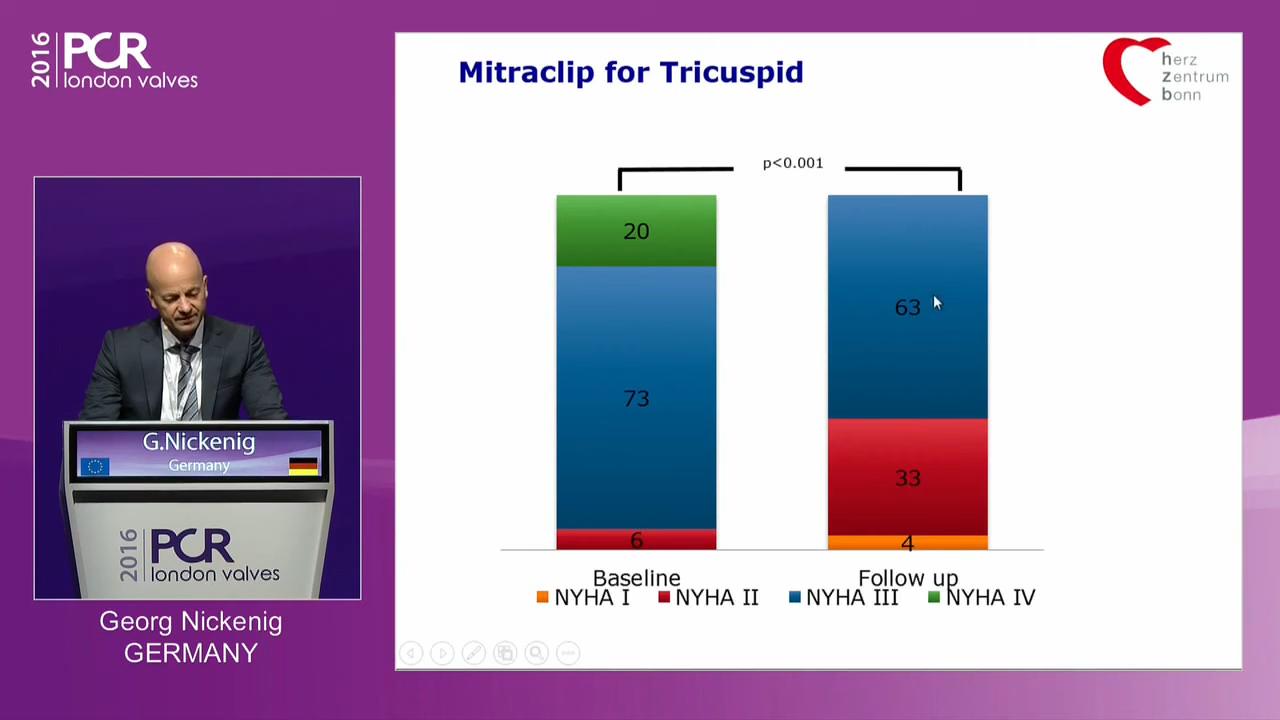 2016 PCR
london valves
G.Nickenig
Germany
2016 PCR
london valves
Georg Nickenig
GERMANY
Mitraclip for Tricuspid
herz
zentrum
bonn
p<0.001
20
73
6
63
33
4
Baseline Follow up
NYHA I NYHA II NYHA III NYHA IV